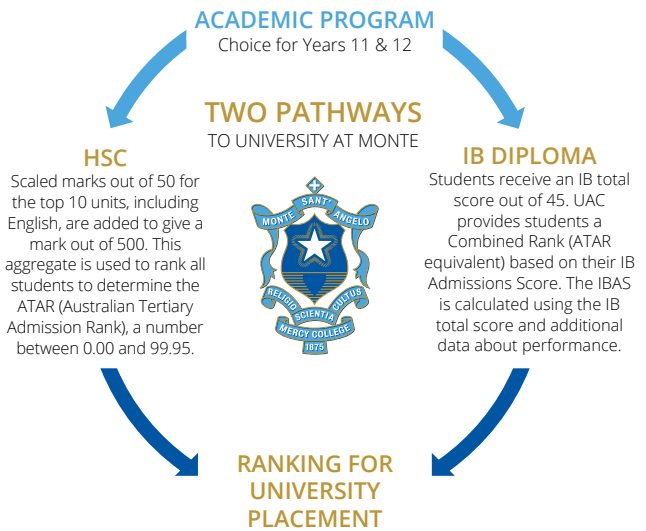 ACADEMIC PROGRAM
Choice for Years 11 & 12
TWO PATHWAYS
TO UNIVERSITY AT MONTE
HSC
Scaled marks out of 50 for
the top 10 units, including
English, are added to give a
mark out of 500. This
aggregate is used to rank all
students to determine the
ATAR (Australian Tertiary
Admission Rank), a number
between 0.00 and 99.95.
MONTE SANT' ANGELO
RELIGIO SCIENTIA CULTUS
MERCY COLLEGE
1875
IB DIPLOMA
Students receive an IB total
score out of 45. UAC
provides students a
Combined Rank (ATAR
equivalent) based on their IB
Admissions Score. The IBAS
is calculated using the IB
total score and additional
data about performance.
RANKING FOR
UNIVERSITY
PLACEMENT